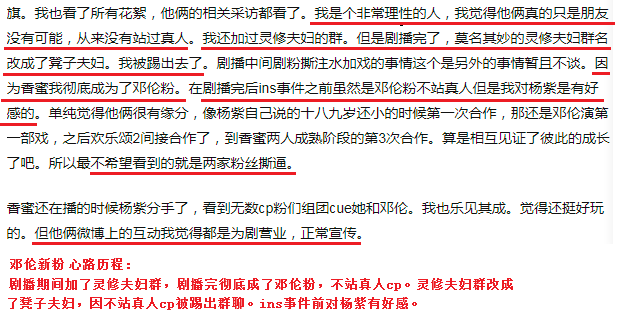 旗。我也看了所有花絮，他俩的相关采访都看了。我是个非常理性的人，我觉得他俩真的只是朋友
没有可能，从来没有站过真人。我还加过灵修夫妇的群。但是剧播完了，莫名其妙的灵修夫妇群名
改成了凳子夫妇。我被踢出去了。剧播中间剧粉撕注水加戏的事情这个是另外的事情暂且不谈。因
为香蜜我彻底成为了邓伦粉。在剧播完后ins事件之前虽然是邓伦粉不站真人但是我对杨紫是有好
感的。单纯觉得他俩很有缘分，像杨紫自己说的十八九岁还小的时候第一次合作，那还是邓伦演第
一部戏，之后欢乐颂2间接合作了，到香蜜两人成熟阶段的第3次合作。算是相互见证了彼此的成长
了吧。所以最不希望看到的就是两家粉丝撕逼。
香蜜还在播的时候杨紫分手了，看到无数cp粉们组团cue她和邓伦。我也乐见其成。觉得还挺好玩
的。但他俩微博上的互动我觉得都是为剧营业，正常宣传。
邓伦新粉 心路历程：
剧播期间加了灵修夫妇群，剧播完彻底成了邓伦粉，不站真人cp。灵修夫妇群改成
了凳子夫妇，因不站真人cp被踢出群聊。ins事件前对杨紫有好感。